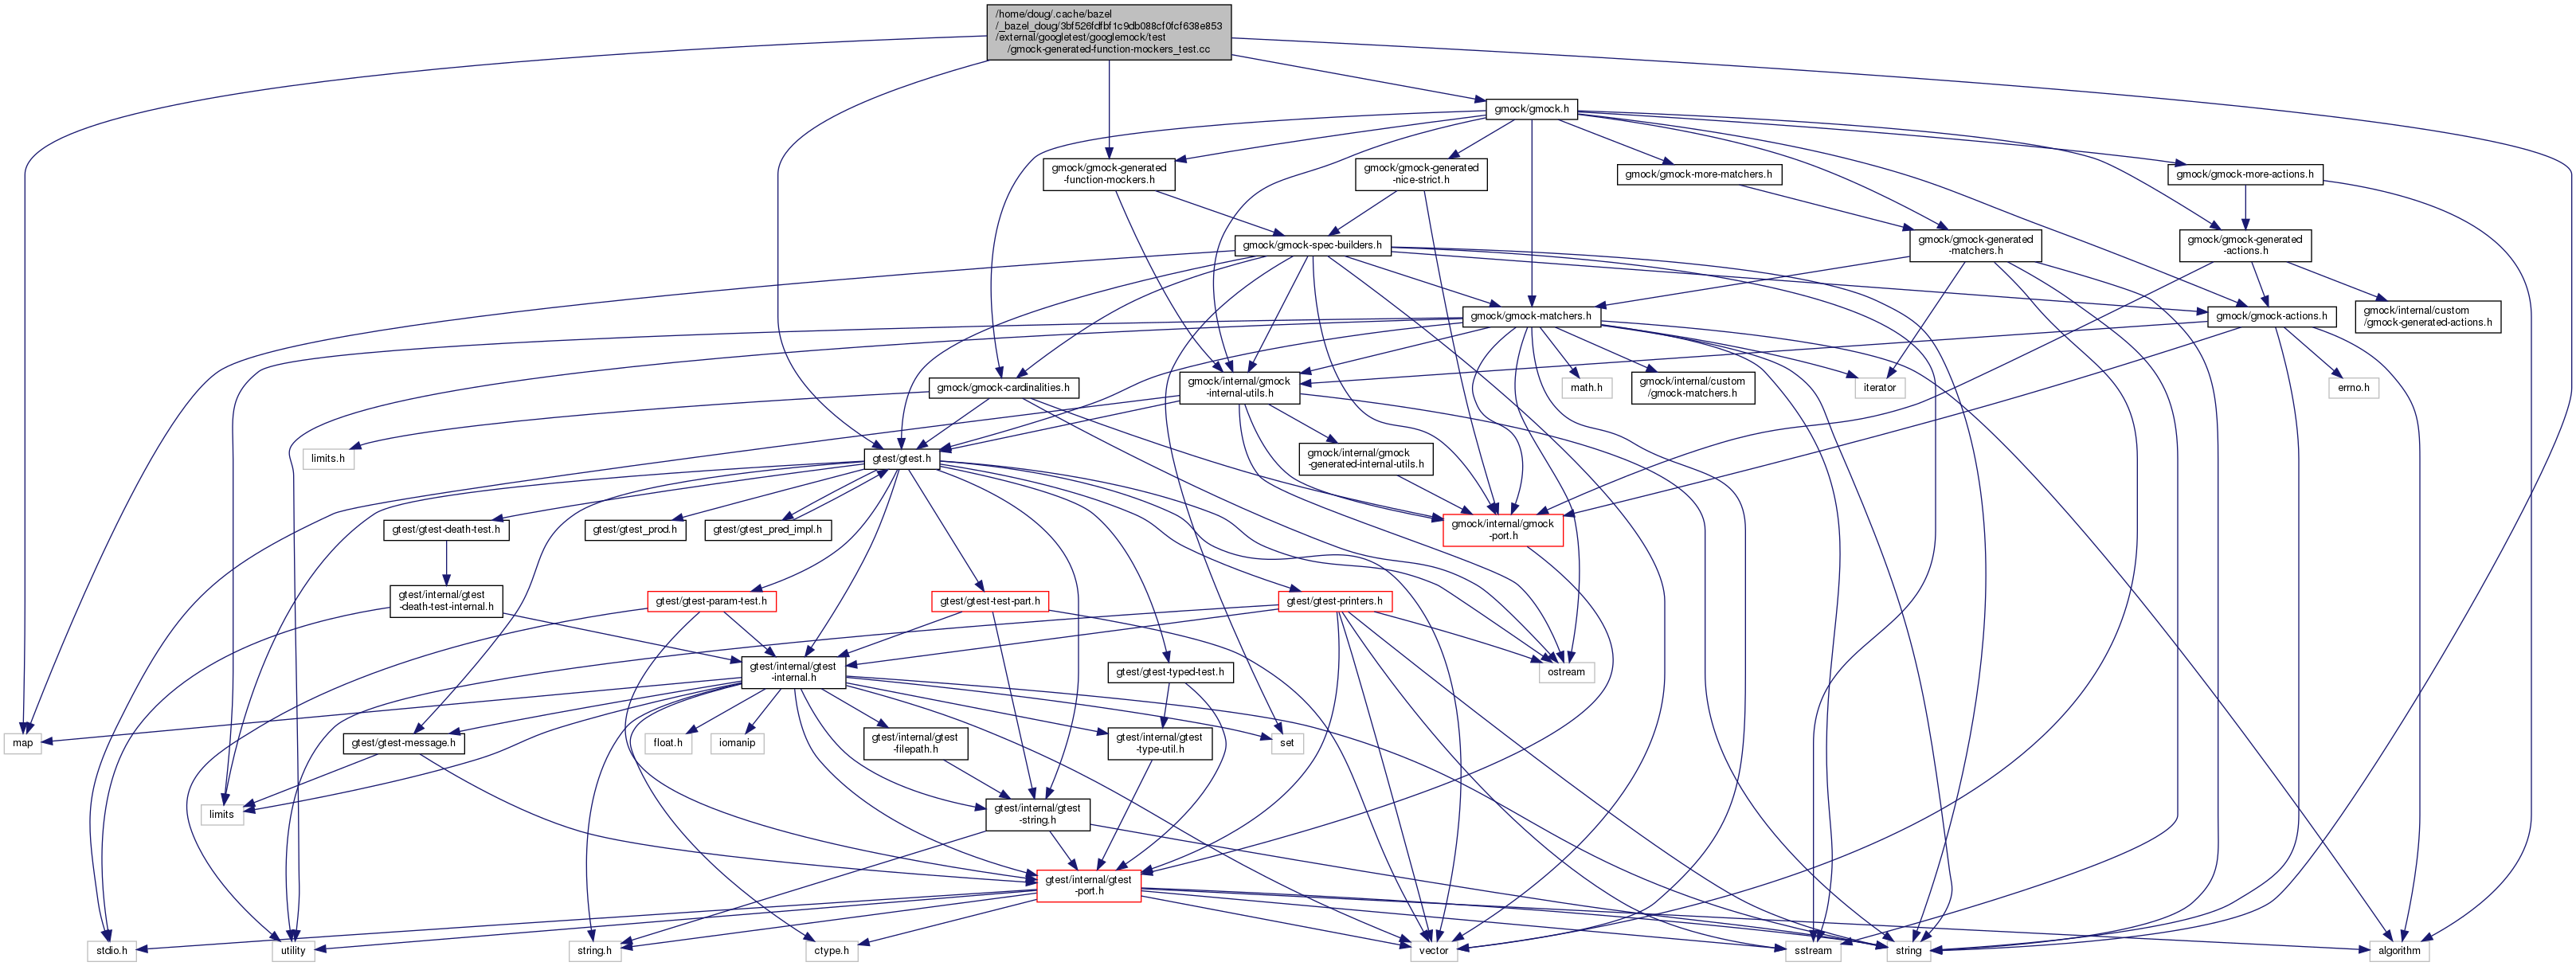 /home/doug/.cache/bazel
/_bazel_doug/3bf526fdfbf1c9db088cf0fcf638e853
/external/googletest/googlemock/test
/gmock-generated-function-mockers_test.cc
gmock/gmock.h
gmock/gmock-generated
-function-mockers.h
gmock/gmock-generated
-nice-strict.h
gmock/gmock-more-matchers.h
gmock/gmock-more-actions.h
gmock/gmock-spec-builders.h
gmock/gmock-generated
-matchers.h
gmock/gmock-generated
-actions.h
gmock/gmock-matchers.h
gmock/gmock-actions.h
gmock/internal/custom
/gmock-generated-actions.h
gmock/gmock-cardinalities.h
gmock/internal/gmock
-internal-utils.h
math.h
gmock/internal/custom
/gmock-matchers.h
iterator
errno.h
limits.h
gtest/gtest.h
gmock/internal/gmock
-generated-internal-utils.h
gtest/gtest-death-test.h
gtest/gtest_prod.h
gtest/gtest_pred_impl.h
gmock/internal/gmock
-port.h
gtest/internal/gtest
-death-test-internal.h
gtest/gtest-param-test.h
gtest/gtest-test-part.h
gtest/gtest-printers.h
gtest/internal/gtest
-internal.h
gtest/gtest-typed-test.h
ostream
map
gtest/gtest-message.h
float.h
iomanip
gtest/internal/gtest
-filepath.h
gtest/internal/gtest
-type-util.h
set
limits
gtest/internal/gtest
-string.h
gtest/internal/gtest
-port.h
stdio.h
utility
string.h
ctype.h
vector
sstream
string
algorithm